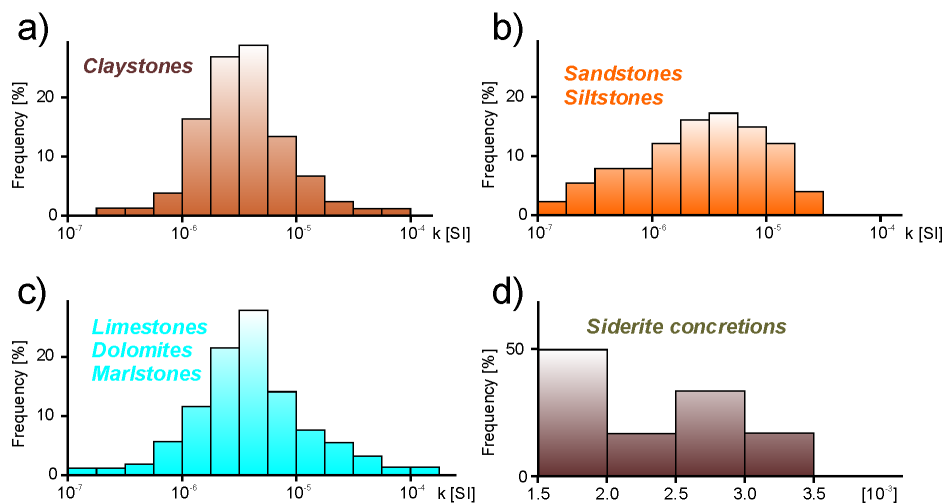 a)
Claystones
Frequency [%]
20
10
0
10⁻⁷
10⁻⁶
10⁻⁵
10⁻⁴
k [SI]
b)
Sandstones
Siltstones
Frequency [%]
20
10
0
10⁻⁷
10⁻⁶
10⁻⁵
10⁻⁴
k [SI]
c)
Limestones
Dolomites
Marlstones
Frequency [%]
20
10
0
10⁻⁷
10⁻⁶
10⁻⁵
10⁻⁴
k [SI]
d)
Siderite concretions
Frequency [%]
50
0
1.5
2.0
2.5
3.0
3.5
[10⁻³]